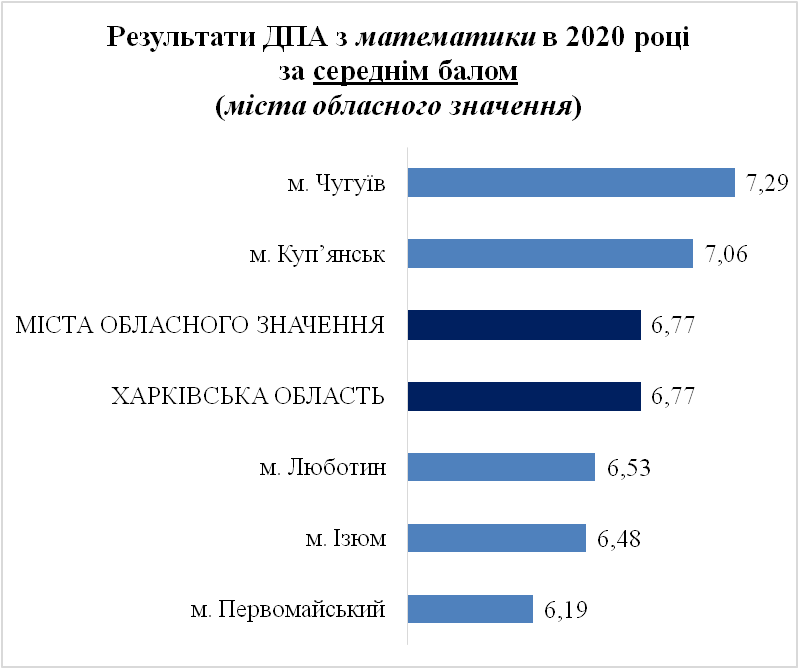 Результати ДПА з математики в 2020 році
за середнім балом
(міста обласного значення)
м. Чугуїв 7,29
м. Куп’янськ 7,06
МІСТА ОБЛАСНОГО ЗНАЧЕННЯ 6,77
ХАРКІВСЬКА ОБЛАСТЬ 6,77
м. Люботин 6,53
м. Ізюм 6,48
м. Первомайський 6,19